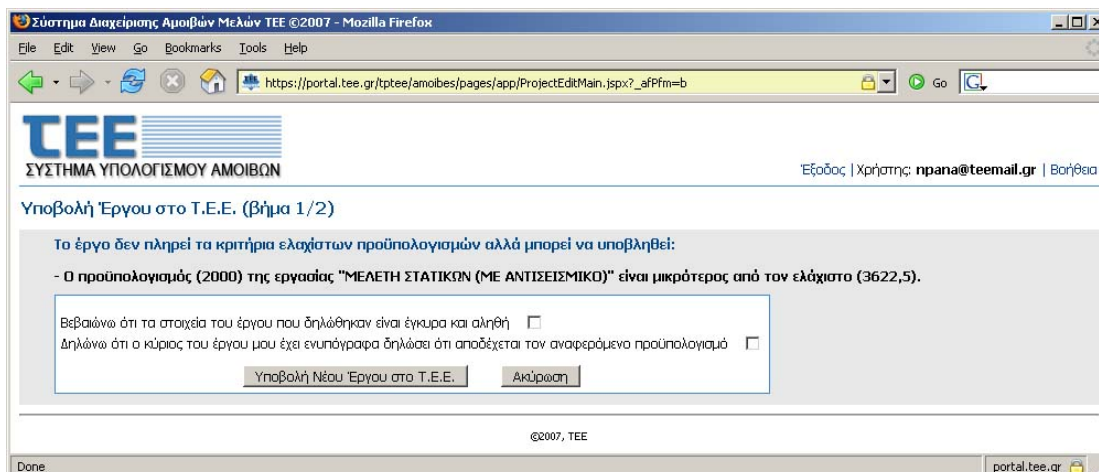 Σύστημα Διαχείρισης Αμοιβών Μελών ΤΕΕ ©2007 - Mozilla Firefox
File Edit View Go Bookmarks Tools Help
https://portal.tee.gr/tptee/amoibes/pages/app/ProjectEditMain.jspx?_afPfm=b Go G
ΤΕΕ
ΣΥΣΤΗΜΑ ΥΠΟΛΟΓΙΣΜΟΥ ΑΜΟΙΒΩΝ
Έξοδος | Χρήστης: npana@teemail.gr | Βοήθεια
Υποβολή Έργου στο Τ.Ε.Ε. (βήμα 1/2)
Το έργο δεν πληρεί τα κριτήρια ελαχίστων προϋπολογισμών αλλά μπορεί να υποβληθεί:
- Ο προϋπολογισμός (2000) της εργασίας "ΜΕΛΕΤΗ ΣΤΑΤΙΚΩΝ (ΜΕ ΑΝΤΙΣΕΙΣΜΙΚΟ)" είναι μικρότερος από τον ελάχιστο (3622,5).
Βεβαιώνω ότι τα στοιχεία του έργου που δηλώθηκαν είναι έγκυρα και αληθή
Δηλώνω ότι ο κύριος του έργου μου έχει ενυπόγραφα δηλώσει ότι αποδέχεται τον αναφερόμενο προϋπολογισμό
Υποβολή Νέου Έργου στο Τ.Ε.Ε. Ακύρωση
©2007, ΤΕΕ
Done portal.tee.gr